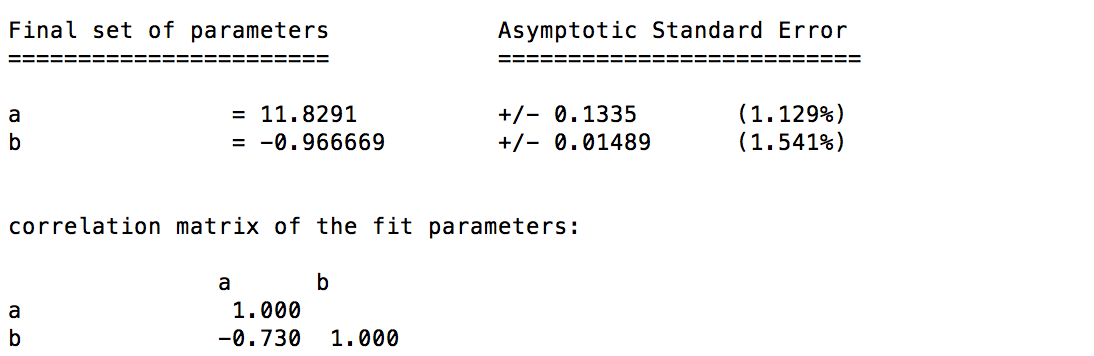 Final set of parameters            Asymptotic Standard Error
=======================            ==========================

a               = 11.8291          +/- 0.1335       (1.129%)
b               = -0.966669        +/- 0.01489      (1.541%)


correlation matrix of the fit parameters:

               a      b
a               1.000
b              -0.730  1.000